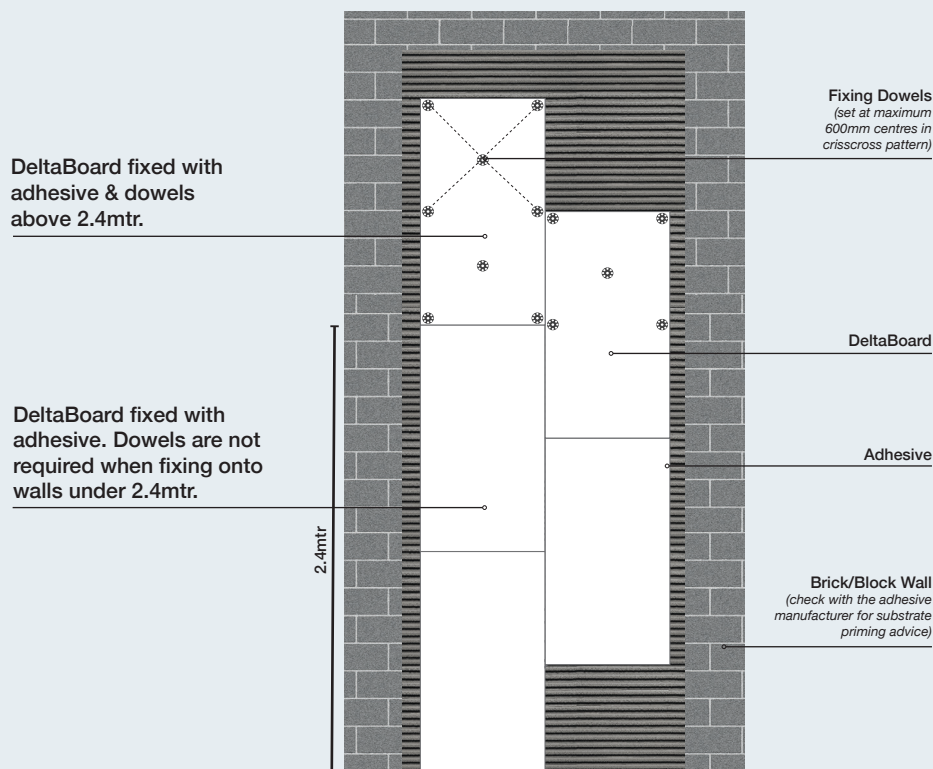 DeltaBoard fixed with
adhesive & dowels
above 2.4mtr.
DeltaBoard fixed with
adhesive. Dowels are not
required when fixing onto
walls under 2.4mtr.
2.4mtr
Fixing Dowels
(set at maximum
600mm centres in
crisscross pattern)
DeltaBoard
Adhesive
Brick/Block Wall
(check with the adhesive
manufacturer for substrate
priming advice)